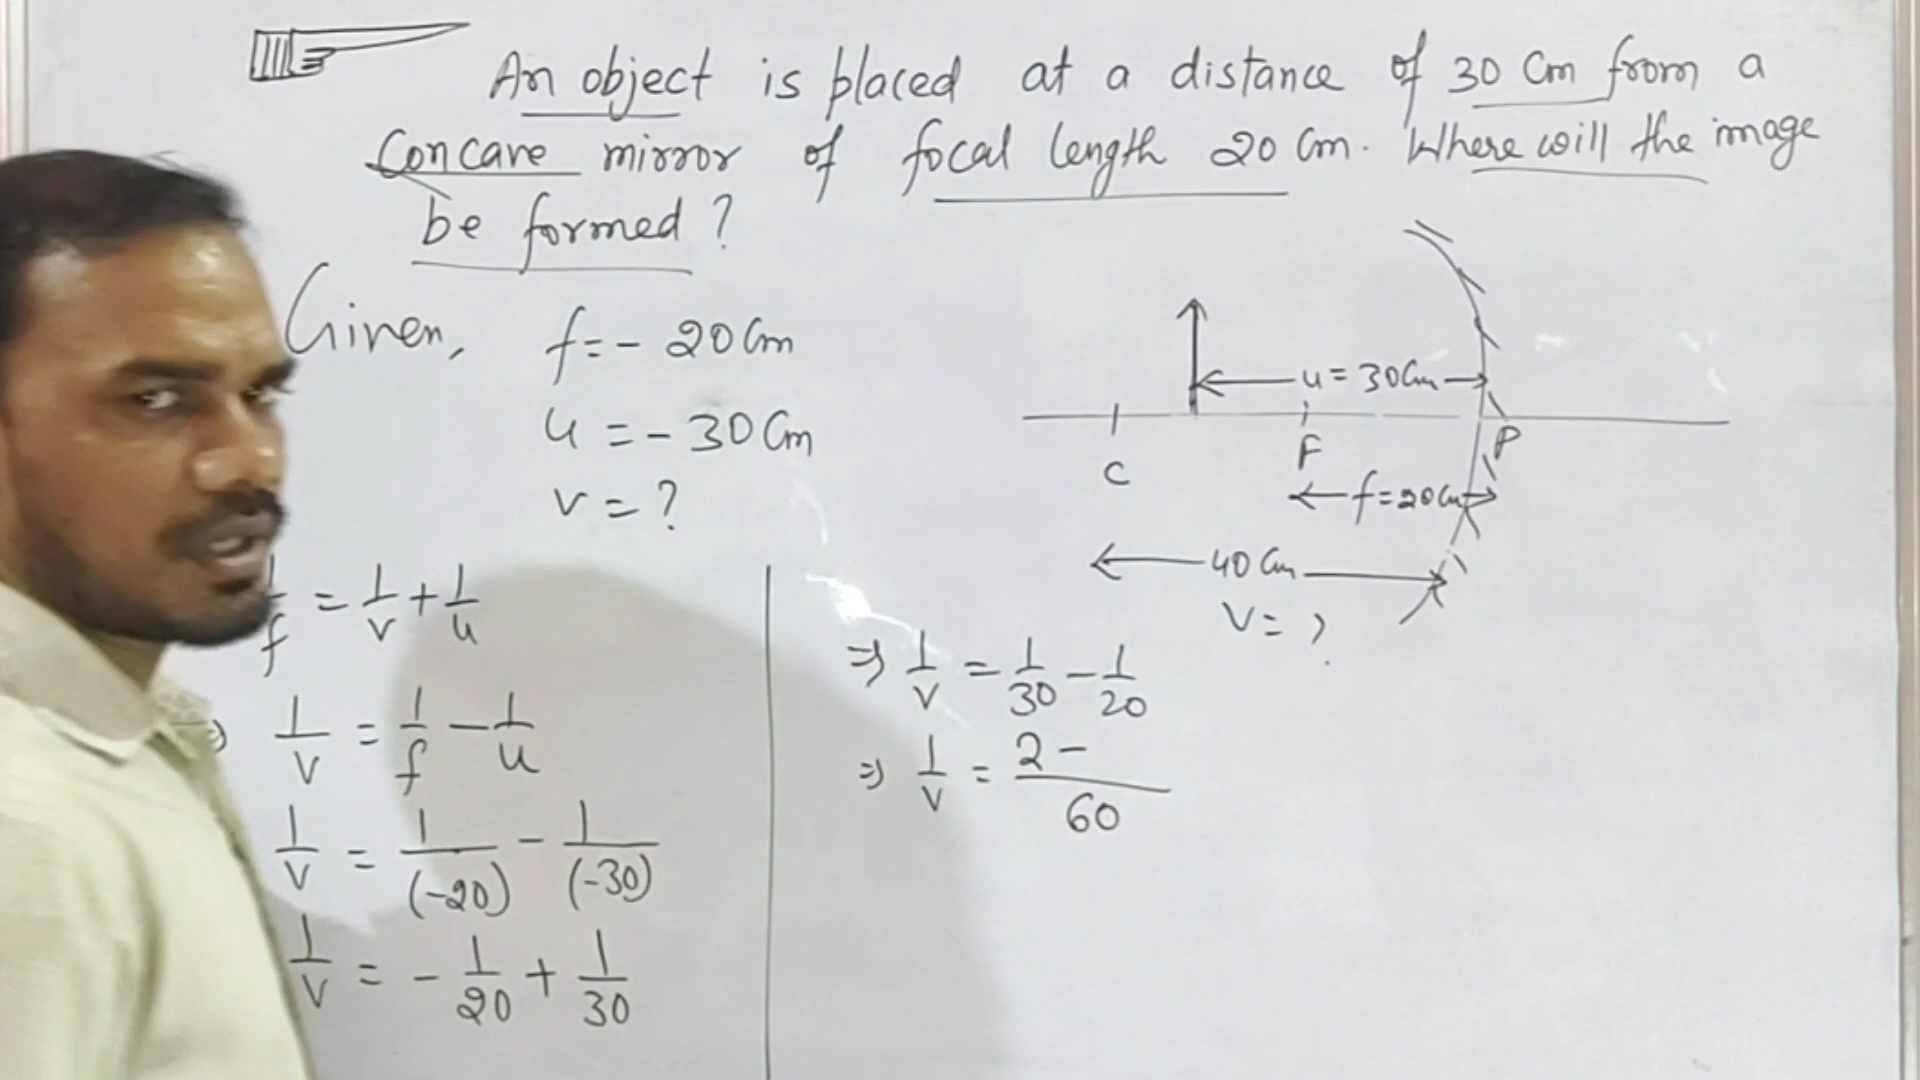 An object is placed at a distance of 30 Cm from a
Concave mirror of focal length 20 Cm. Where will the image
be formed?
Given, f = - 20 Cm
u = - 30 Cm
v = ?
1/f = 1/v + 1/u
⇒ 1/v = 1/f - 1/u
1/v = 1/(-20) - 1/(-30)
1/v = - 1/20 + 1/30
u = 30 Cm
C F P
f = 20 Cm
40 Cm
V = ?
⇒ 1/v = 1/30 - 1/20
⇒ 1/v = 2 - / 60